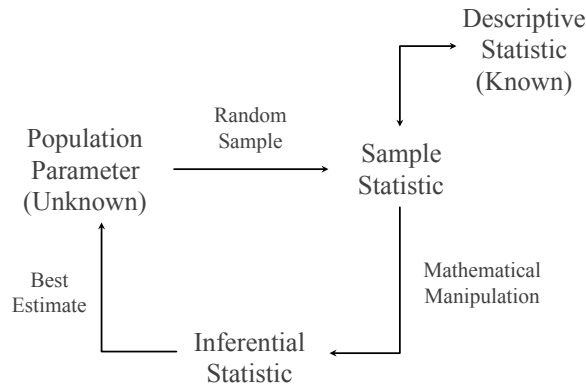 Descriptive
Statistic
(Known)
Random
Sample
Population
Parameter
(Unknown)
Sample
Statistic
Best
Estimate
Mathematical
Manipulation
Inferential
Statistic